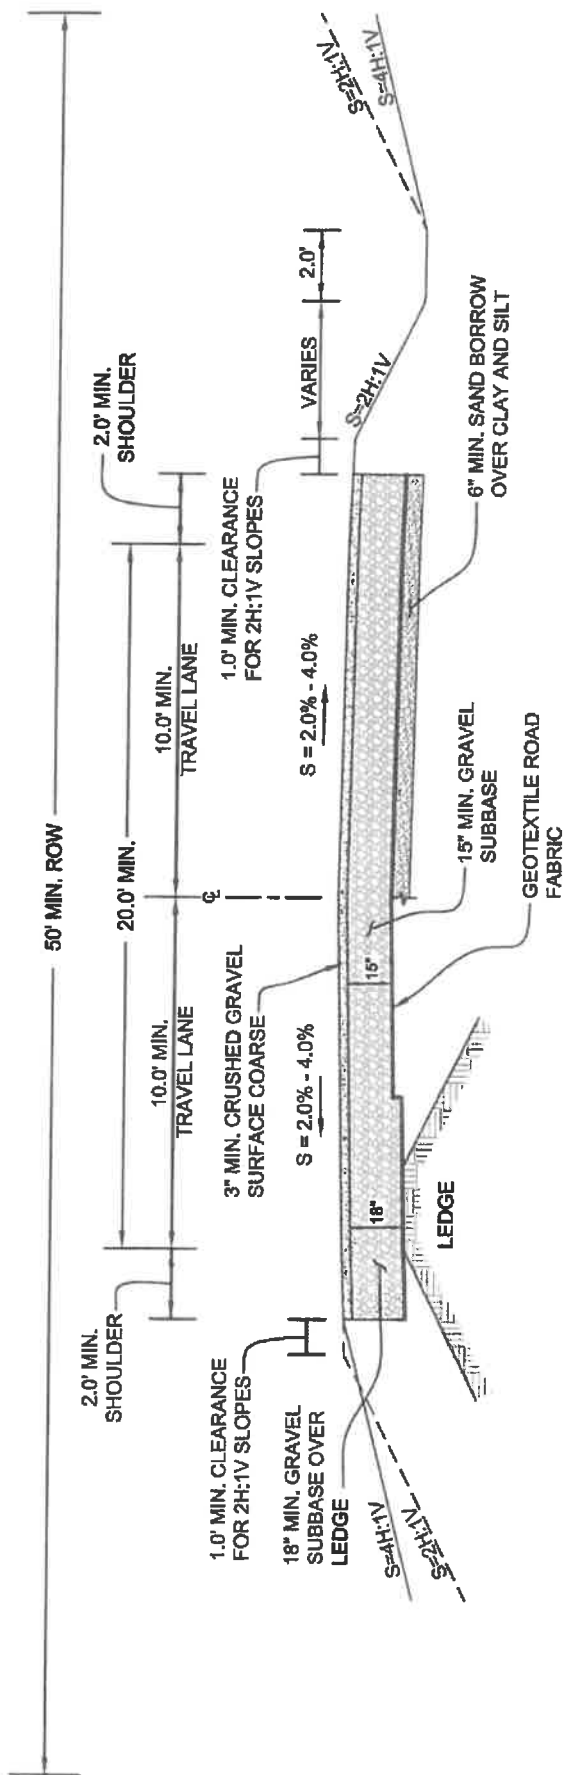 50' MIN. ROW
20.0' MIN.
2.0' MIN.
SHOULDER
10.0' MIN.
TRAVEL LANE
10.0' MIN.
TRAVEL LANE
2.0' MIN.
SHOULDER
1.0' MIN. CLEARANCE
FOR 2H:1V SLOPES
3" MIN. CRUSHED GRAVEL
SURFACE COARSE
℄
1.0' MIN. CLEARANCE
FOR 2H:1V SLOPES
VARIES
2.0'
18" MIN. GRAVEL
SUBBASE OVER
LEDGE
S = 2.0% - 4.0%
S = 2.0% - 4.0%
S=2H:1V
S=2H:1V
S=4H:1V
S=4H:1V
S=2H:1V
18"
15"
LEDGE
15" MIN. GRAVEL
SUBBASE
6" MIN. SAND BORROW
OVER CLAY AND SILT
GEOTEXTILE ROAD
FABRIC